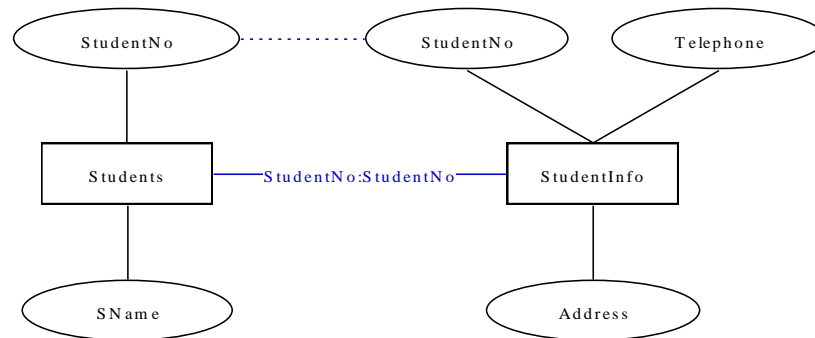 StudentNo
StudentNo
Telephone
Students
StudentNo:StudentNo
StudentInfo
SName
Address